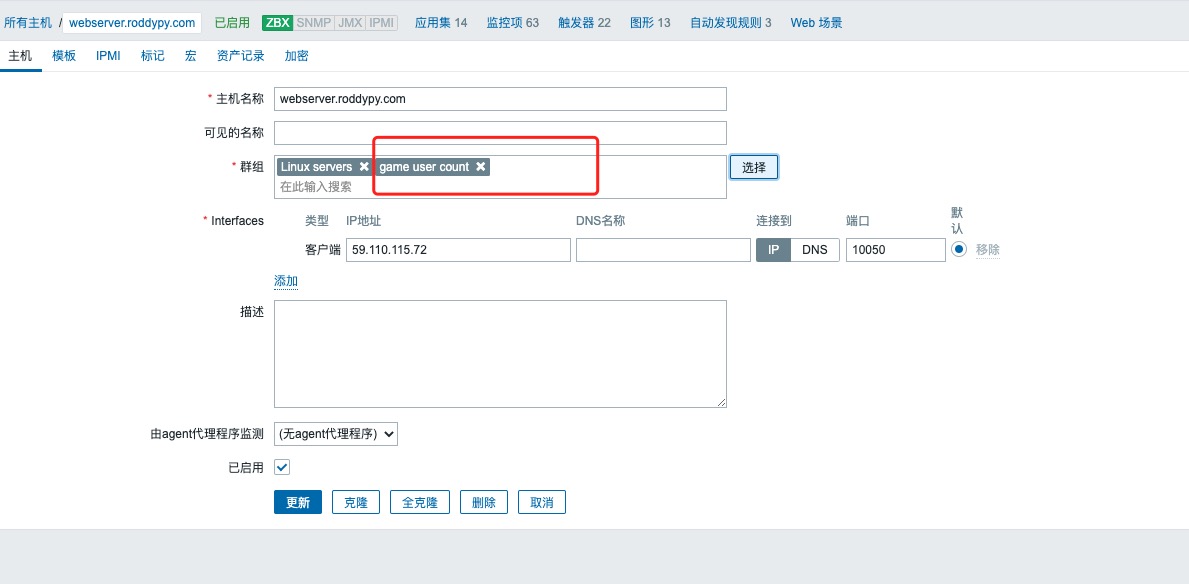 所有主机 / webserver.roddypy.com 已启用 ZBX SNMP JMX IPMI 应用集 14 监控项 63 触发器 22 图形 13 自动发现规则 3 Web 场景
主机 模板 IPMI 标记 宏 资产记录 加密
* 主机名称 webserver.roddypy.com
可见的名称
* 群组 Linux servers ✖ game user count ✖ 选择
在此输入搜索
* Interfaces 类型 IP地址 DNS名称 连接到 端口 默认
客户端 59.110.115.72 IP DNS 10050 移除
添加
描述
由agent代理程序监测 (无agent代理程序)
已启用
更新 克隆 全克隆 删除 取消